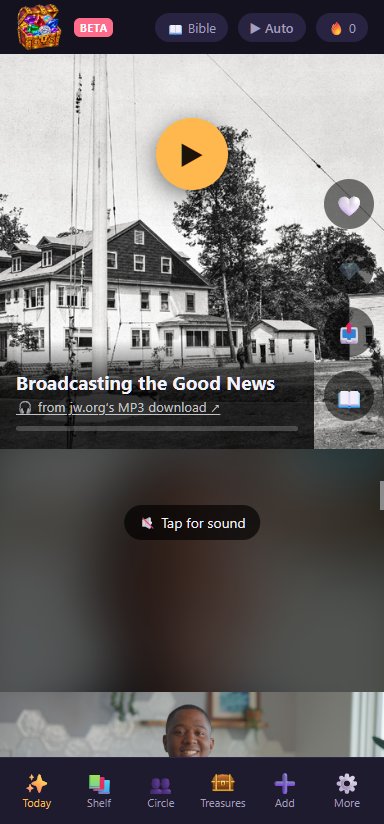 BETA
Bible
Auto
0
Broadcasting the Good News
from jw.org's MP3 download ↗
Tap for sound
Today
Shelf
Circle
Treasures
Add
More